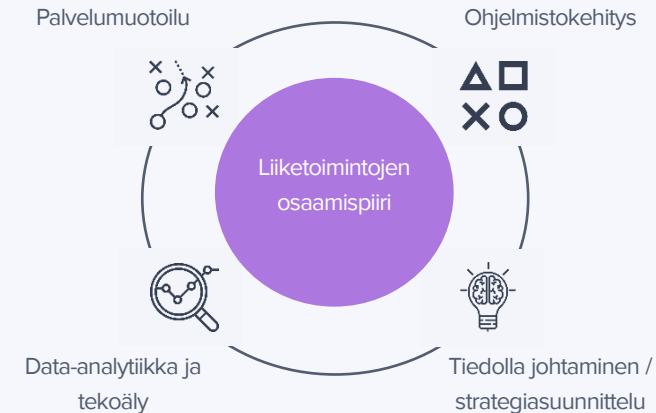 Palvelumuotoilu
Ohjelmistokehitys
Liiketoimintojen
osaamispiiri
Data-analytiikka ja
tekoäly
Tiedolla johtaminen /
strategiasuunnittelu